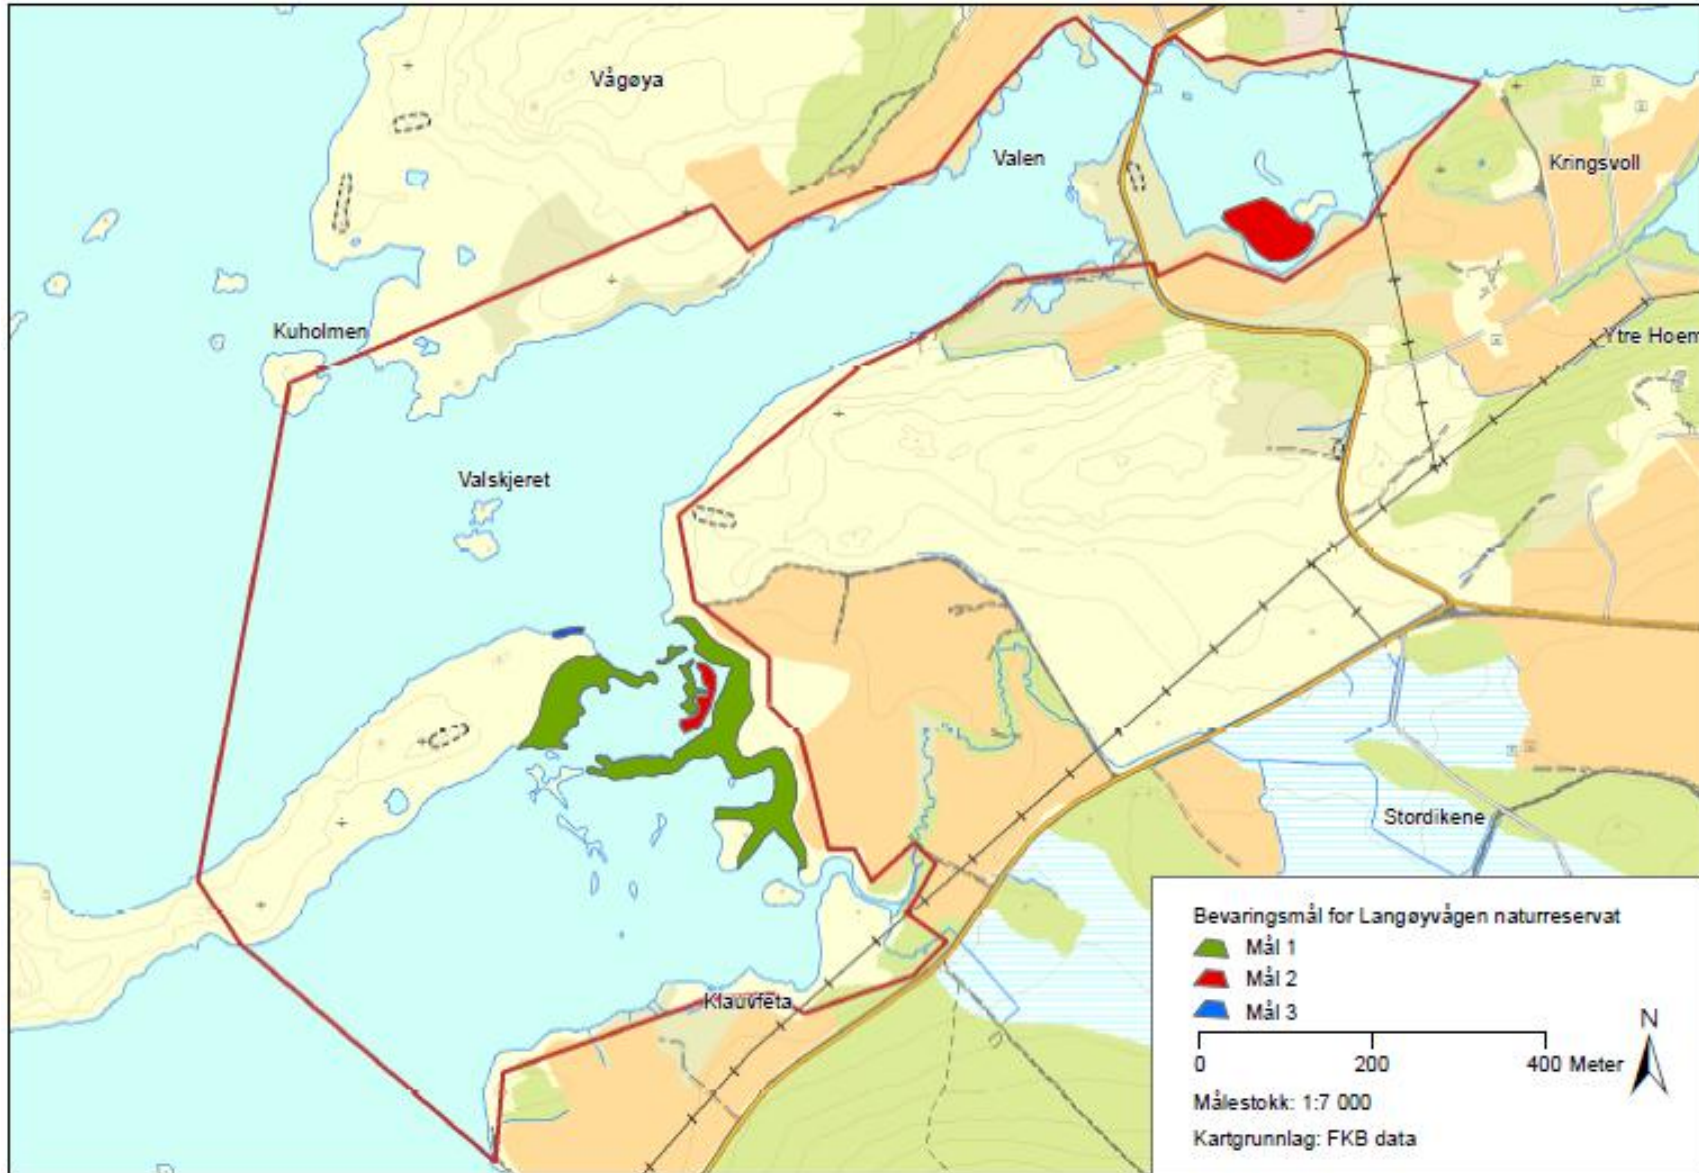 Vågøya
Valen
Kringsvoll
Kuholmen
Ytre Hoem
Valskjeret
Stordikene
Klauvfeta
Bevaringsmål for Langøyvågen naturreservat
Mål 1
Mål 2
Mål 3
N
0 200 400 Meter
Målestokk: 1:7 000
Kartgrunnlag: FKB data